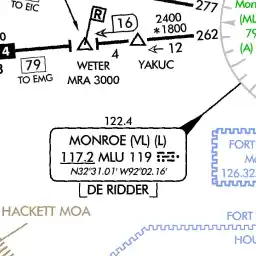 TO EIC
R
16
2400
*1800
277
262
Mon
(ML
79
(A)
4
79
TO EMG
WETER
MRA 3000
4
YAKUC
12
122.4
MONROE (VL) (L)
117.2 MLU 119
N32°31.01' W92°02.16'
DE RIDDER
FORT
M
126.32
HACKETT MOA
FORT
HOU